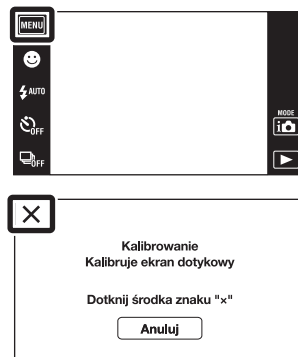 MENU
AUTO
OFF
OFF
MODE
i
Kalibrowanie
Kalibruje ekran dotykowy
Dotknij środka znaku "×"
Anuluj